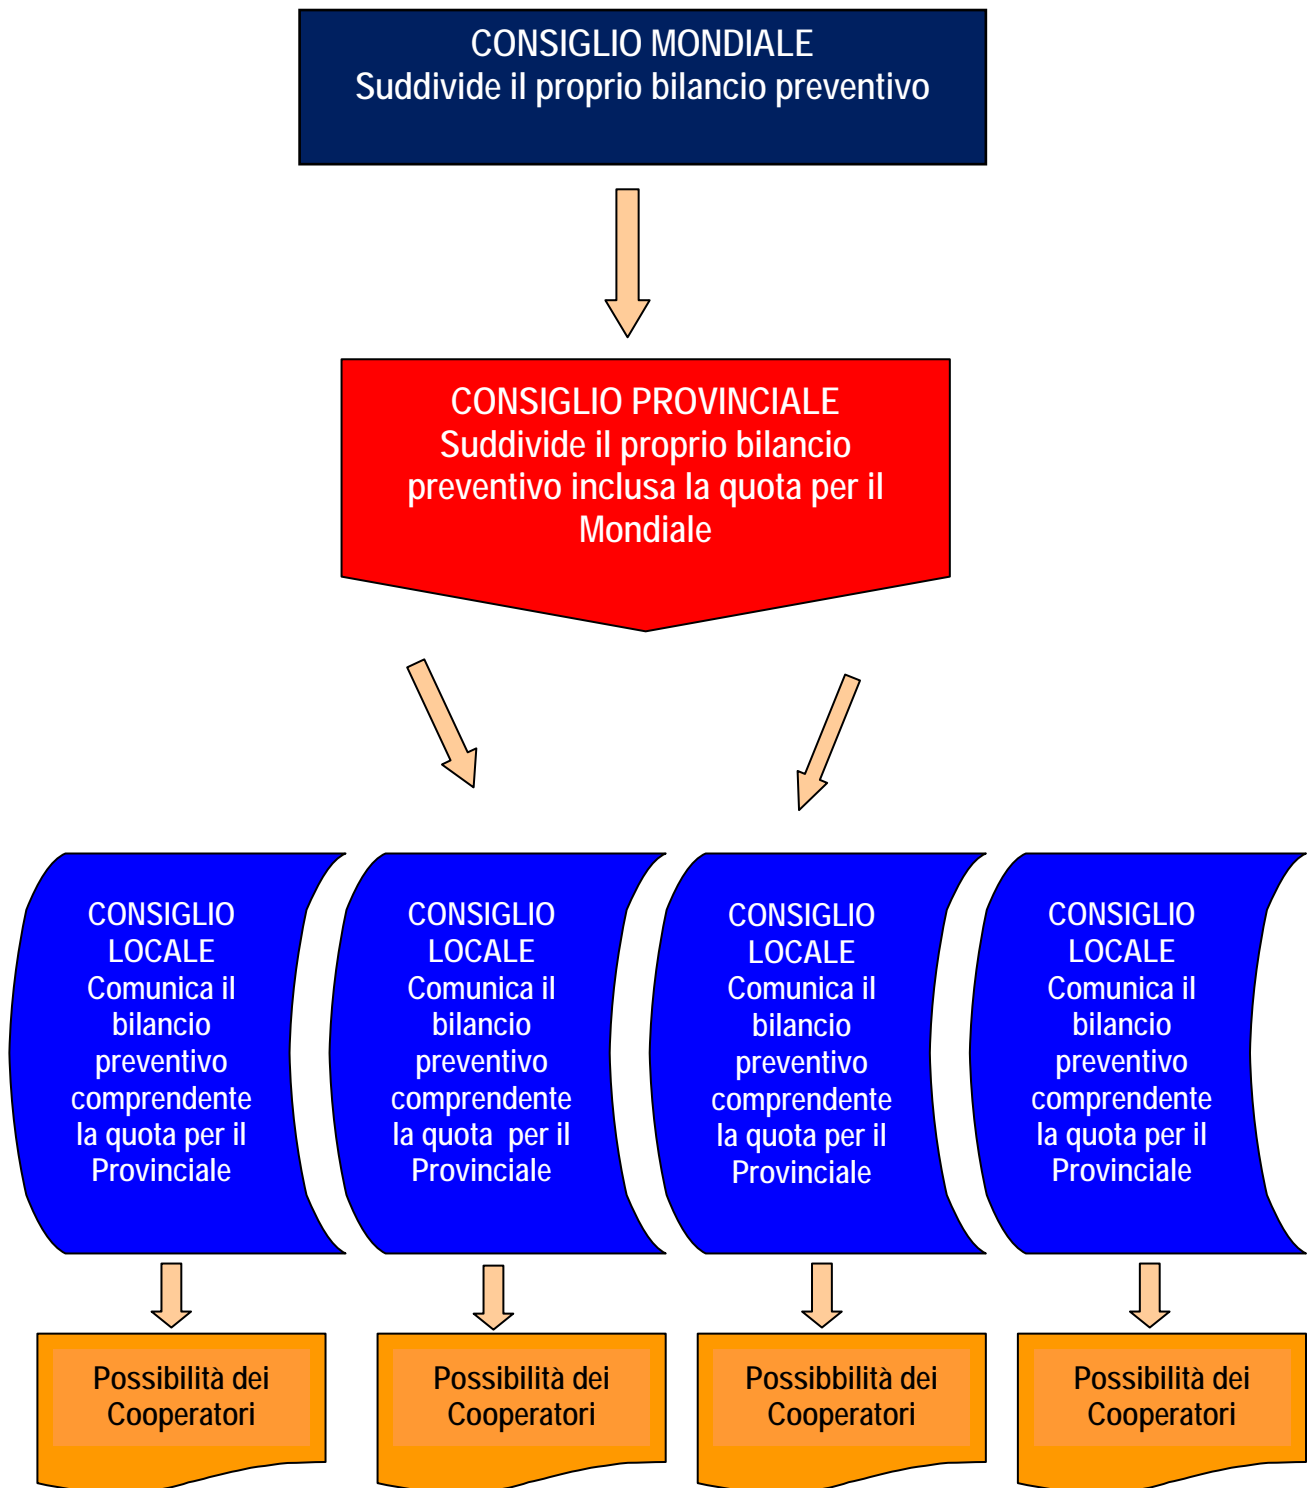 CONSIGLIO MONDIALE
Suddivide il proprio bilancio preventivo
CONSIGLIO PROVINCIALE
Suddivide il proprio bilancio
preventivo inclusa la quota per il
Mondiale
CONSIGLIO
LOCALE
Comunica il
bilancio
preventivo
comprendente
la quota per il
Provinciale
CONSIGLIO
LOCALE
Comunica il
bilancio
preventivo
comprendente
la quota  per il
Provinciale
CONSIGLIO
LOCALE
Comunica il
bilancio
preventivo
comprendente
la quota per il
Provinciale
CONSIGLIO
LOCALE
Comunica il
bilancio
preventivo
comprendente
la quota per il
Provinciale
Possibilità dei
Cooperatori
Possibilità dei
Cooperatori
Possibbilità dei
Cooperatori
Possibilità dei
Cooperatori